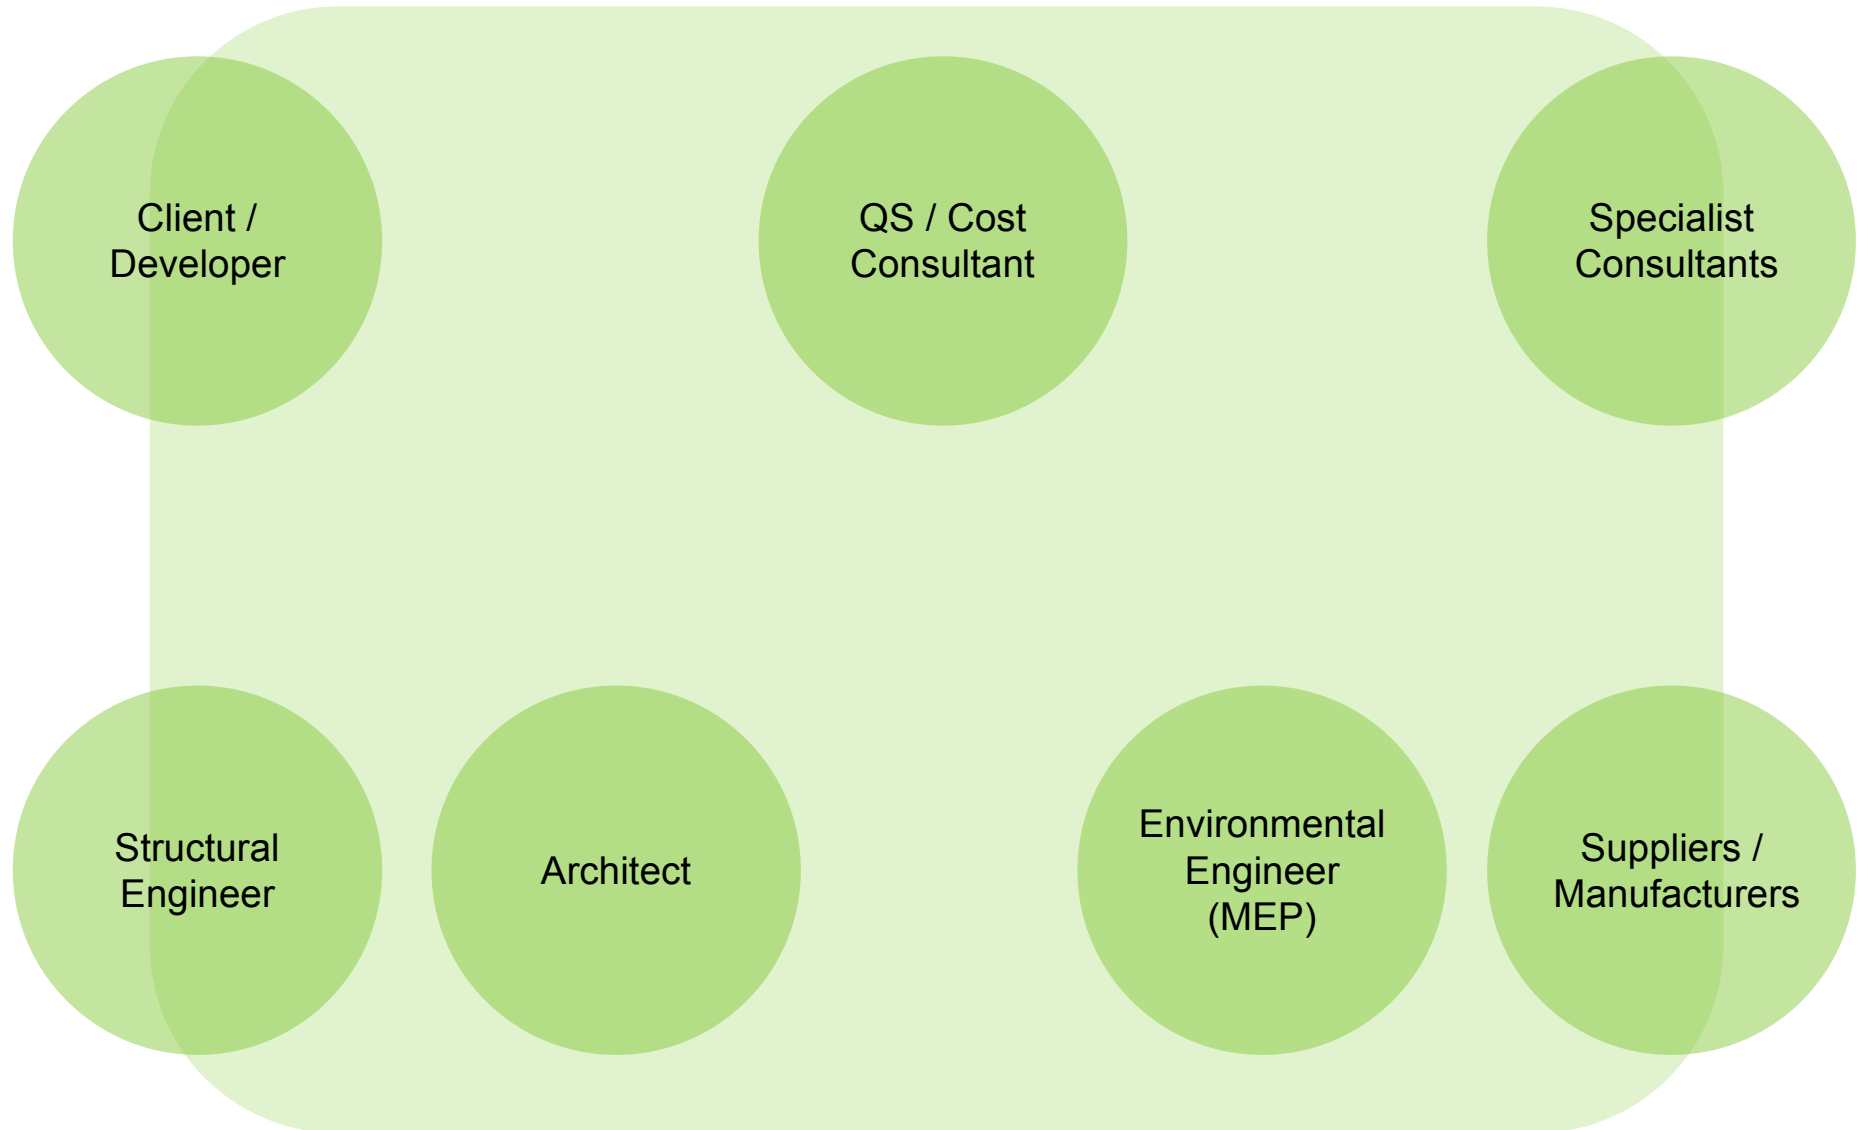 Client /
Developer
QS / Cost
Consultant
Specialist
Consultants
Structural
Engineer
Architect
Environmental
Engineer
(MEP)
Suppliers /
Manufacturers